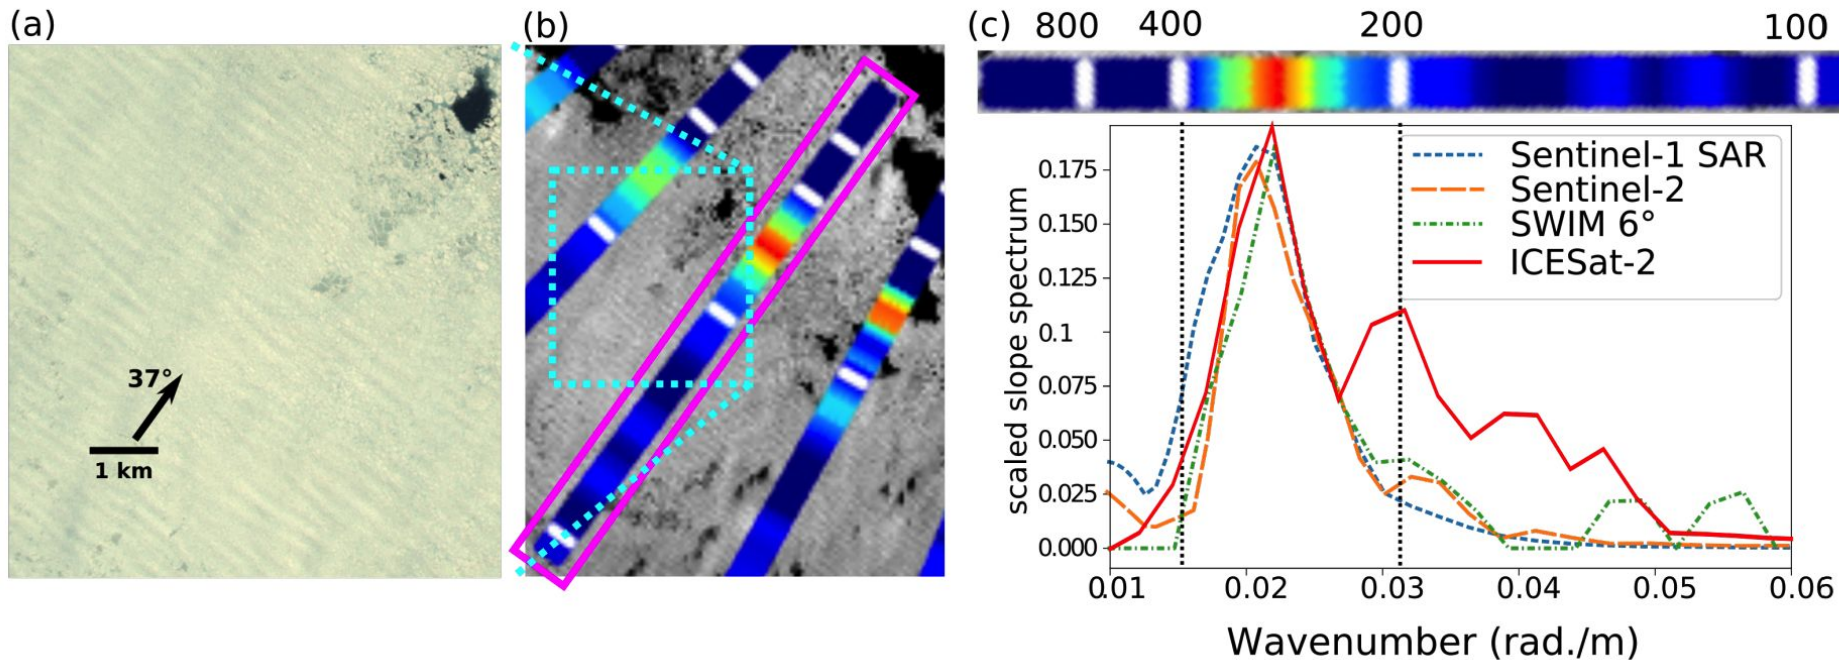 (a)
37°
1 km
(b)
(c) 800 400 200 100
scaled slope spectrum
0.175
0.150
0.125
0.1
0.075
0.050
0.025
0.000
Sentinel-1 SAR
Sentinel-2
SWIM 6°
ICESat-2
0.01 0.02 0.03 0.04 0.05 0.06
Wavenumber (rad./m)